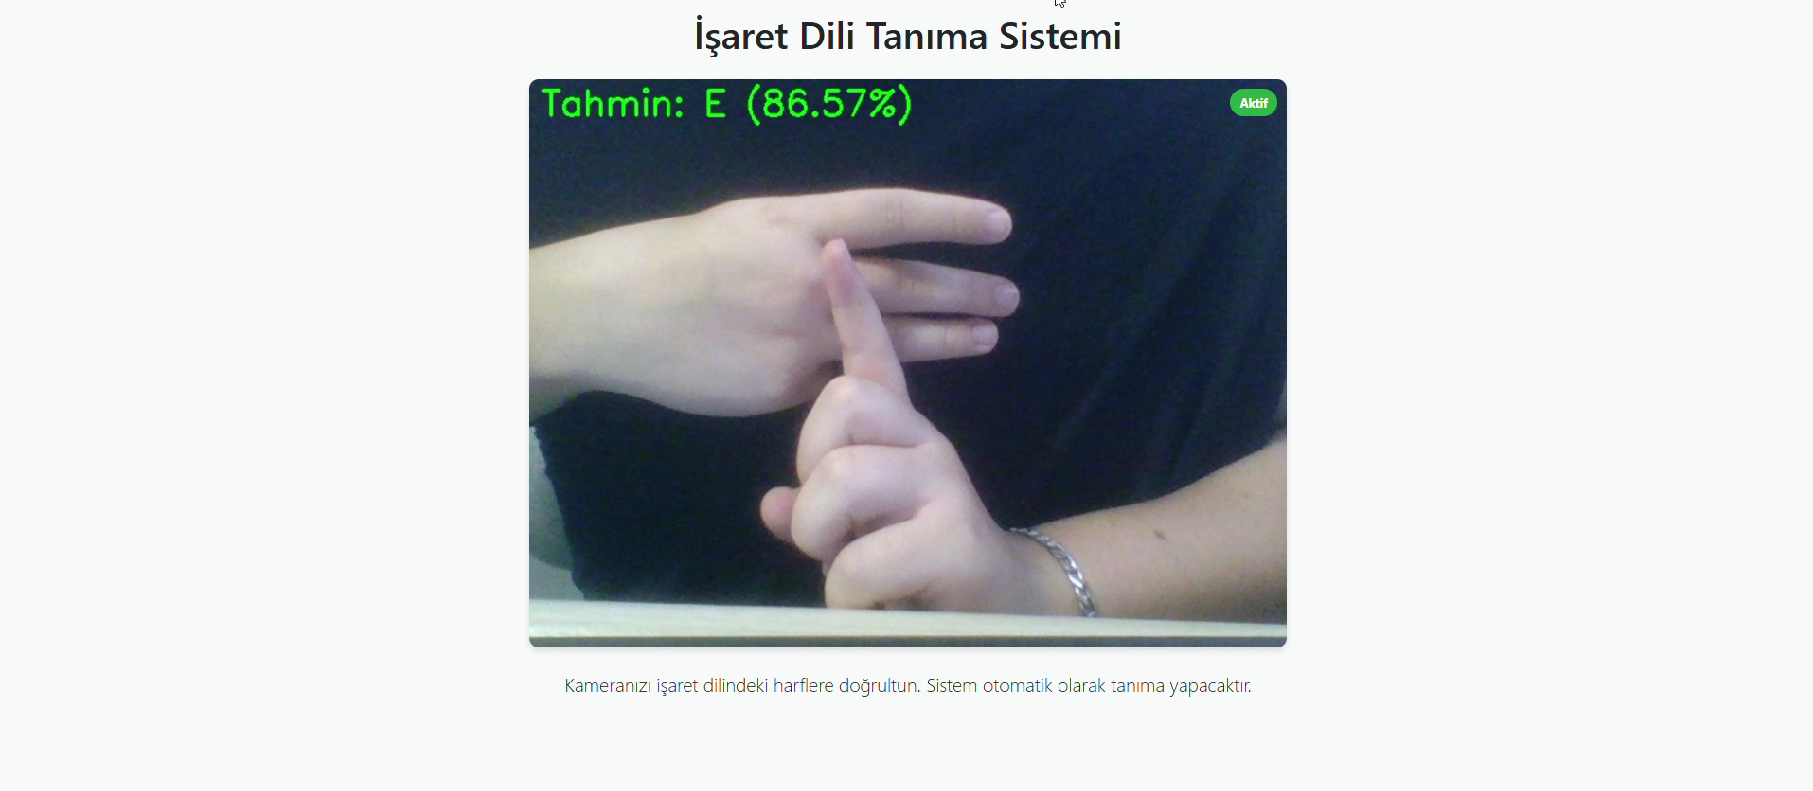 İşaret Dili Tanıma Sistemi
Tahmin: E (86.57%)
Aktif
Kameranızı işaret dilindeki harflere doğrultun. Sistem otomatik olarak tanıma yapacaktır.